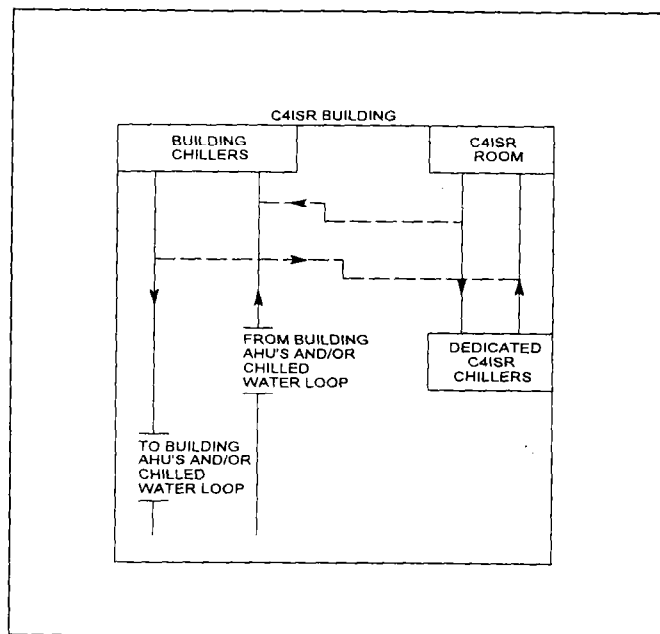 C4ISR BUILDING
BUILDING
CHILLERS
C4ISR
ROOM
FROM BUILDING
AHU'S AND/OR
CHILLED
WATER LOOP
DEDICATED
C4ISR
CHILLERS
TO BUILDING
AHU'S AND/OR
CHILLED
WATER LOOP